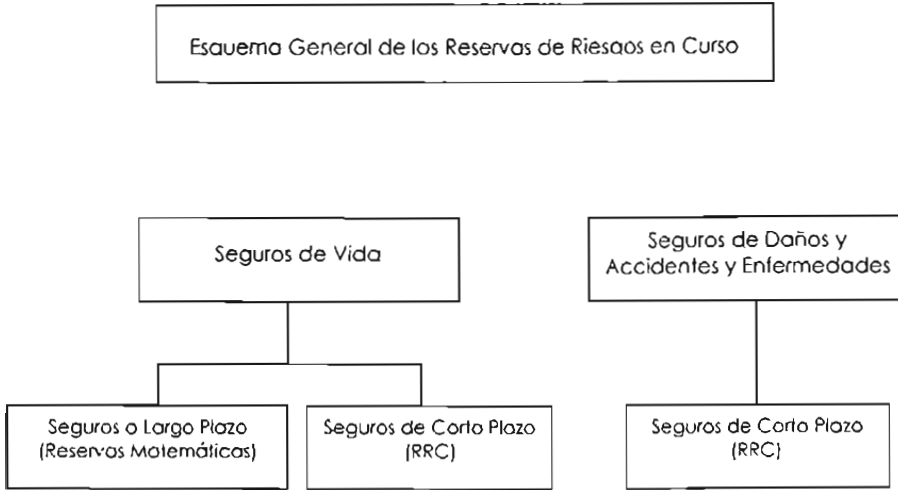 Esquema General de los Reservas de Riesgos en Curso
Seguros de Vida
Seguros de Daños y
Accidentes y Enfermedades
Seguros a Largo Plazo
(Reservas Matemáticas)
Seguros de Corto Plazo
(RRC)
Seguros de Corto Plazo
(RRC)